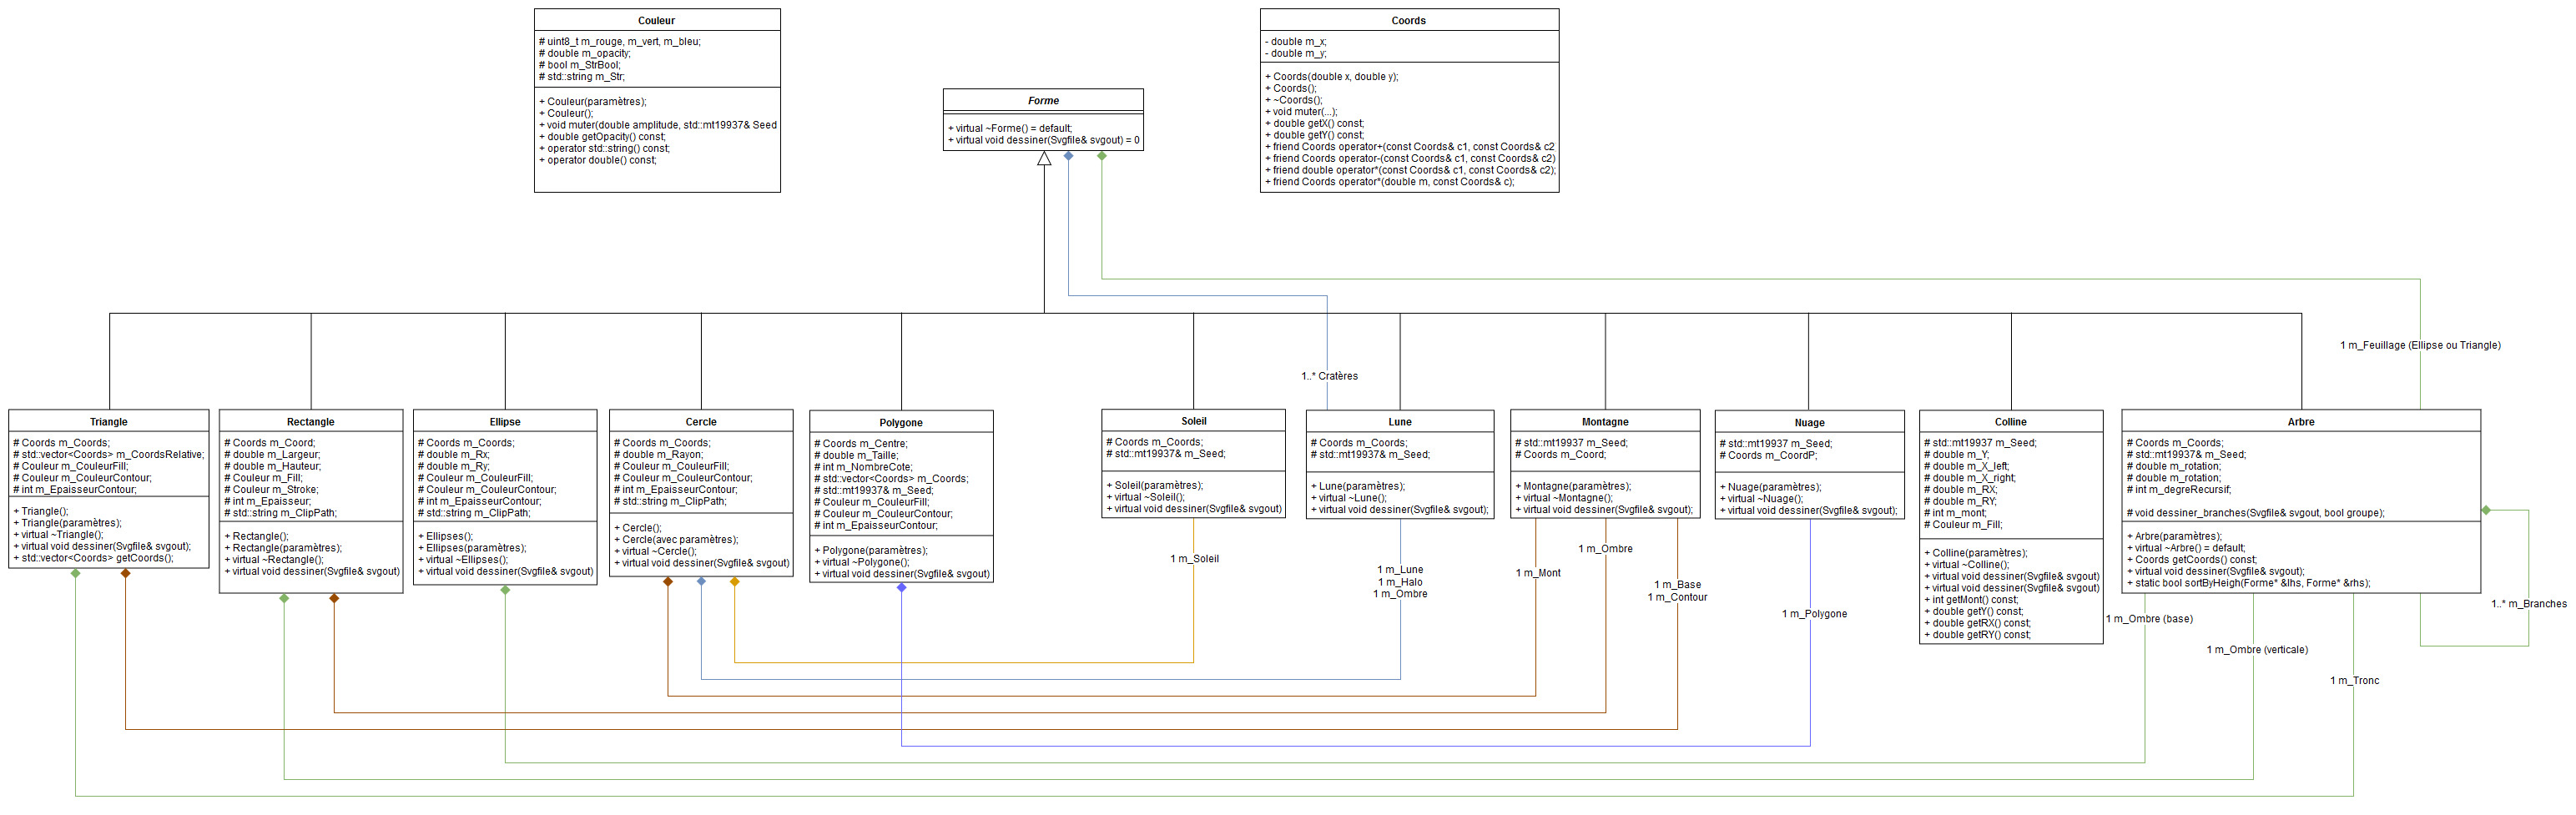 Couleur
# uint8_t m_rouge, m_vert, m_bleu;
# double m_opacity;
# bool m_StrBool;
# std::string m_Str;
+ Couleur(paramètres);
+ Couleur();
+ void muter(double amplitude, std::mt19937& Seed
+ double getOpacity() const;
+ operator std::string() const;
+ operator double() const;
Forme
+ virtual ~Forme() = default;
+ virtual void dessiner(Svgfile& svgout) = 0
Coords
- double m_x;
- double m_y;
+ Coords(double x, double y);
+ Coords();
+ ~Coords();
+ void muter(...);
+ double getX() const;
+ double getY() const;
+ friend Coords operator+(const Coords& c1, const Coords& c2
+ friend Coords operator-(const Coords& c1, const Coords& c2)
+ friend double operator*(const Coords& c1, const Coords& c2);
+ friend Coords operator*(double m, const Coords& c);
1 m_Feuillage (Ellipse ou Triangle)
1..* Cratères
Triangle
# Coords m_Coords;
# std::vector<Coords> m_CoordsRelative;
# Couleur m_CouleurFill;
# Couleur m_CouleurContour;
# int m_EpaisseurContour;
+ Triangle();
+ Triangle(paramètres);
+ virtual ~Triangle();
+ virtual void dessiner(Svgfile& svgout);
+ std::vector<Coords> getCoords();
Rectangle
# Coords m_Coord;
# double m_Largeur;
# double m_Hauteur;
# Couleur m_Fill;
# Couleur m_Stroke;
# int m_Epaisseur;
# std::string m_ClipPath;
+ Rectangle();
+ Rectangle(paramètres);
+ virtual ~Rectangle();
+ virtual void dessiner(Svgfile& svgout)
Ellipse
# Coords m_Coords;
# double m_Rx;
# double m_Ry;
# Couleur m_CouleurFill;
# Couleur m_CouleurContour;
# int m_EpaisseurContour;
# std::string m_ClipPath;
+ Ellipses();
+ Ellipses(paramètres);
+ virtual ~Ellipses();
+ virtual void dessiner(Svgfile& svgout)
Cercle
# Coords m_Coords;
# double m_Rayon;
# Couleur m_CouleurFill;
# Couleur m_CouleurContour;
# int m_EpaisseurContour;
# std::string m_ClipPath;
+ Cercle();
+ Cercle(avec paramètres);
+ virtual ~Cercle();
+ virtual void dessiner(Svgfile& svgout)
Polygone
# Coords m_Centre;
# double m_Taille;
# int m_NombreCote;
# std::vector<Coords> m_Coords;
# std::mt19937& m_Seed;
# Couleur m_CouleurFill;
# Couleur m_CouleurContour;
# int m_EpaisseurContour;
+ Polygone(paramètres);
+ virtual ~Polygone();
+ virtual void dessiner(Svgfile& svgout)
Soleil
# Coords m_Coords;
# std::mt19937& m_Seed;
+ Soleil(paramètres);
+ virtual ~Soleil();
+ virtual void dessiner(Svgfile& svgout)
Lune
# Coords m_Coords;
# std::mt19937& m_Seed;
+ Lune(paramètres);
+ virtual ~Lune();
+ virtual void dessiner(Svgfile& svgout);
Montagne
# std::mt19937 m_Seed;
# Coords m_Coord;
+ Montagne(paramètres);
+ virtual ~Montagne();
+ virtual void dessiner(Svgfile& svgout);
Nuage
# std::mt19937 m_Seed;
# Coords m_CoordP;
+ Nuage(paramètres);
+ virtual ~Nuage();
+ virtual void dessiner(Svgfile& svgout);
Colline
# std::mt19937 m_Seed;
# double m_Y;
# double m_X_left;
# double m_X_right;
# double m_RX;
# double m_RY;
# int m_mont;
# Couleur m_Fill;
+ Colline(paramètres);
+ virtual ~Colline();
+ virtual void dessiner(Svgfile& svgout)
+ virtual void dessiner(Svgfile& svgout)
+ int getMont() const;
+ double getY() const;
+ double getRX() const;
+ double getRY() const;
Arbre
# Coords m_Coords;
# std::mt19937& m_Seed;
# double m_rotation;
# double m_rotation;
# int m_degreRecursif;
# void dessiner_branches(Svgfile& svgout, bool groupe);
+ Arbre(paramètres);
+ virtual ~Arbre() = default;
+ Coords getCoords() const;
+ virtual void dessiner(Svgfile& svgout);
+ static bool sortByHeigh(Forme* &lhs, Forme* &rhs);
1 m_Soleil
1 m_Lune
1 m_Halo
1 m_Ombre
1 m_Mont
1 m_Ombre
1 m_Base
1 m_Contour
1 m_Polygone
1 m_Ombre (base)
1 m_Ombre (verticale)
1 m_Tronc
1..* m_Branches